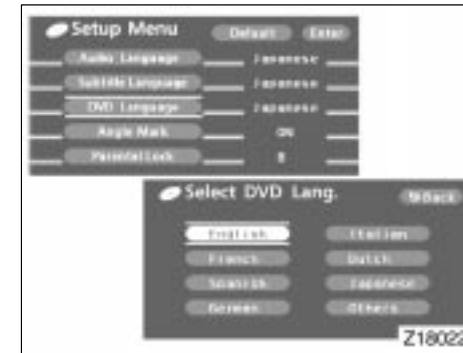 Setup Menu Default Enter
Audio Language Japanese
Subtitle Language Japanese
DVD Language Japanese
Angle Mark ON
Parental Lock 8
Select DVD Lang. Back
English Italian
French Dutch
Spanish Japanese
German Others
Z18022